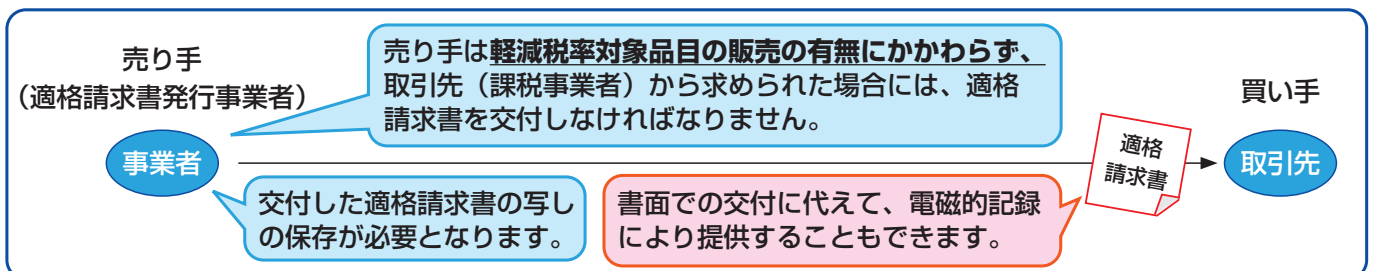 売り手
（適格請求書発行事業者）
事業者
売り手は軽減税率対象品目の販売の有無にかかわらず、
取引先（課税事業者）から求められた場合には、適格
請求書を交付しなければなりません。
買い手
適格
請求書
取引先
交付した適格請求書の写し
の保存が必要となります。
書面での交付に代えて、電磁的記録
により提供することもできます。